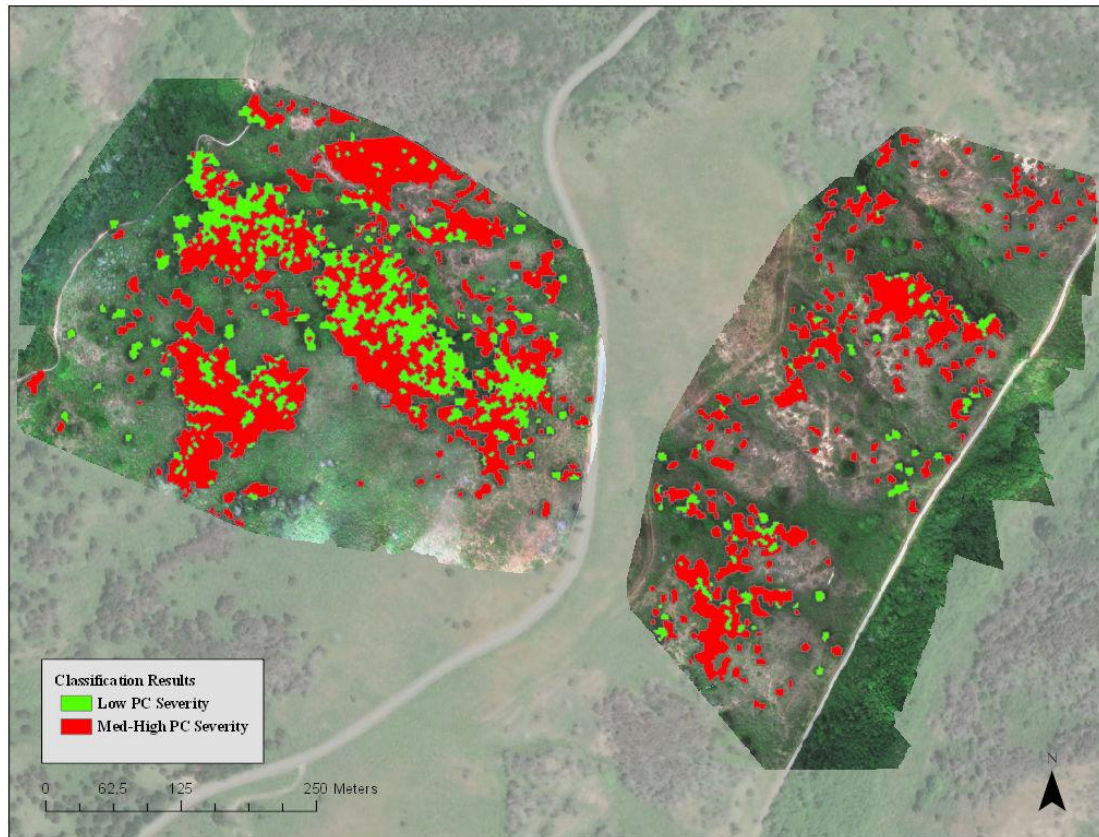 Classification Results
Low PC Severity
Med-High PC Severity
0 62.5 125 250 Meters
N